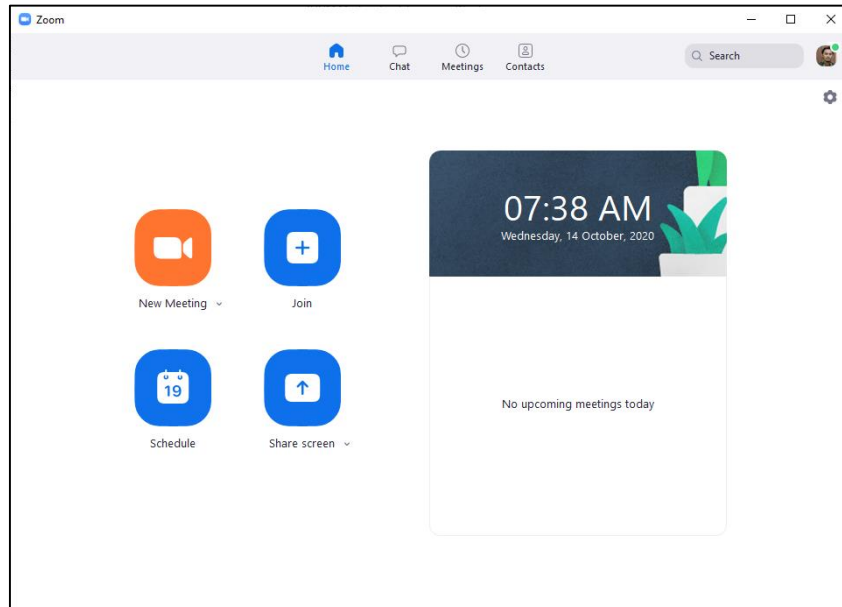 Zoom
Home
Chat
Meetings
Contacts
Search
07:38 AM
Wednesday, 14 October, 2020
New Meeting
Join
19
Schedule
Share screen
No upcoming meetings today